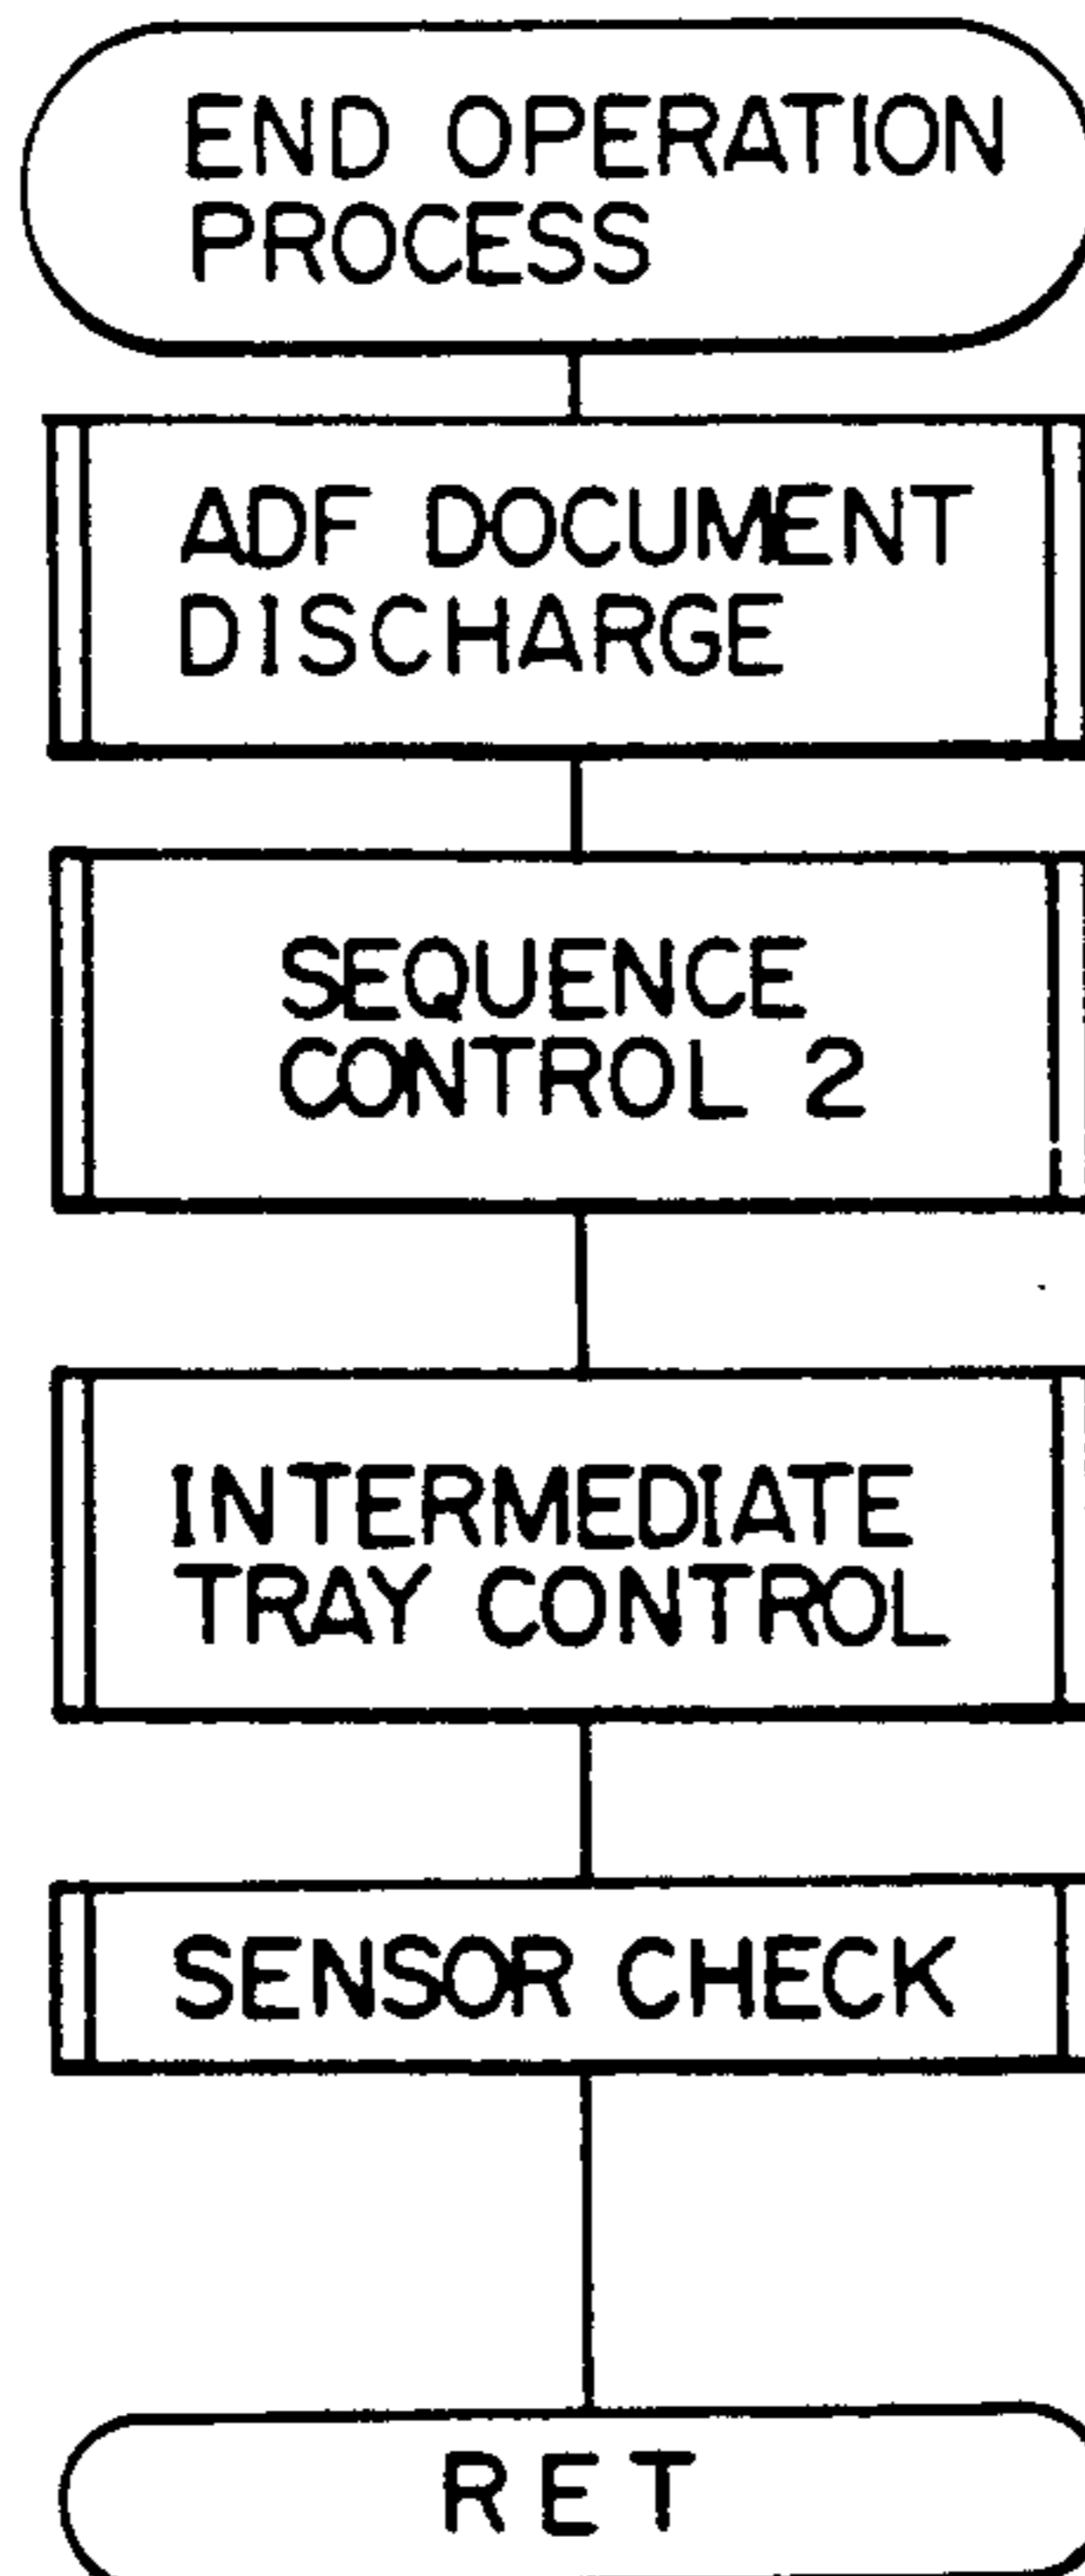 END OPERATION
PROCESS
ADF DOCUMENT
DISCHARGE
SEQUENCE
CONTROL 2
INTERMEDIATE
TRAY CONTROL
SENSOR CHECK
RET